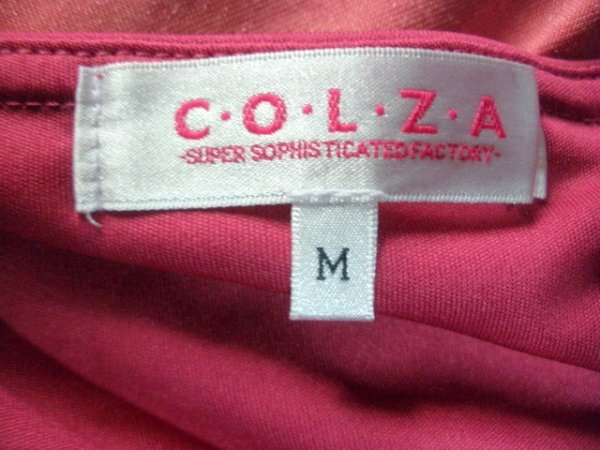 C·O·L·Z·A
-SUPER SOPHISTICATED FACTORY-
M